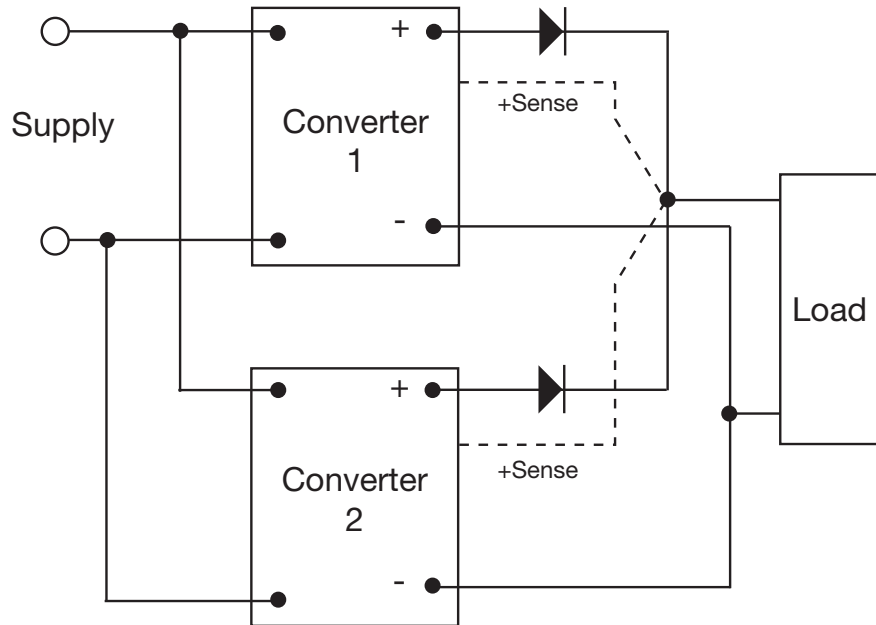 +
+Sense
Supply
Converter
1
-
Load
+
+Sense
Converter
2
-